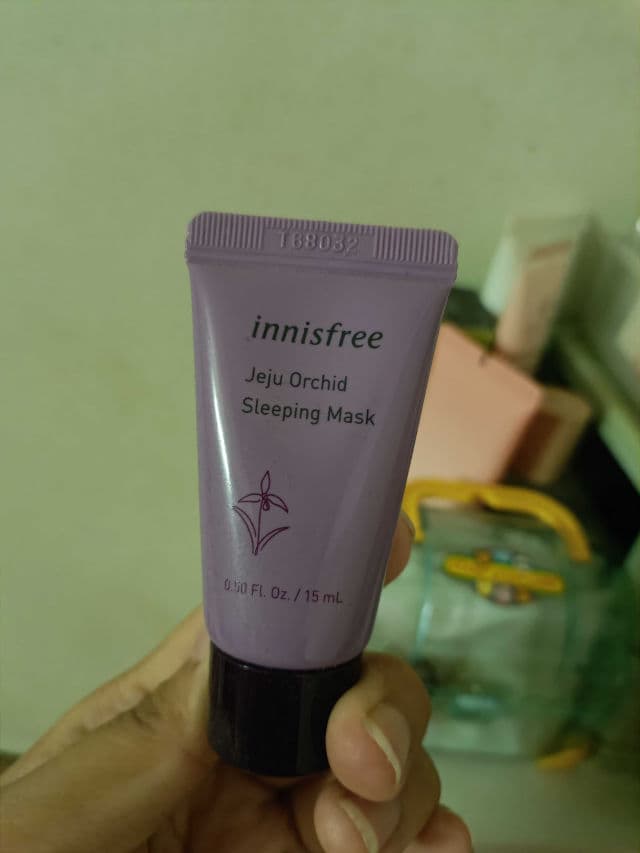 T68032
innisfree
Jeju Orchid
Sleeping Mask
0.50 Fl. Oz. / 15 mL